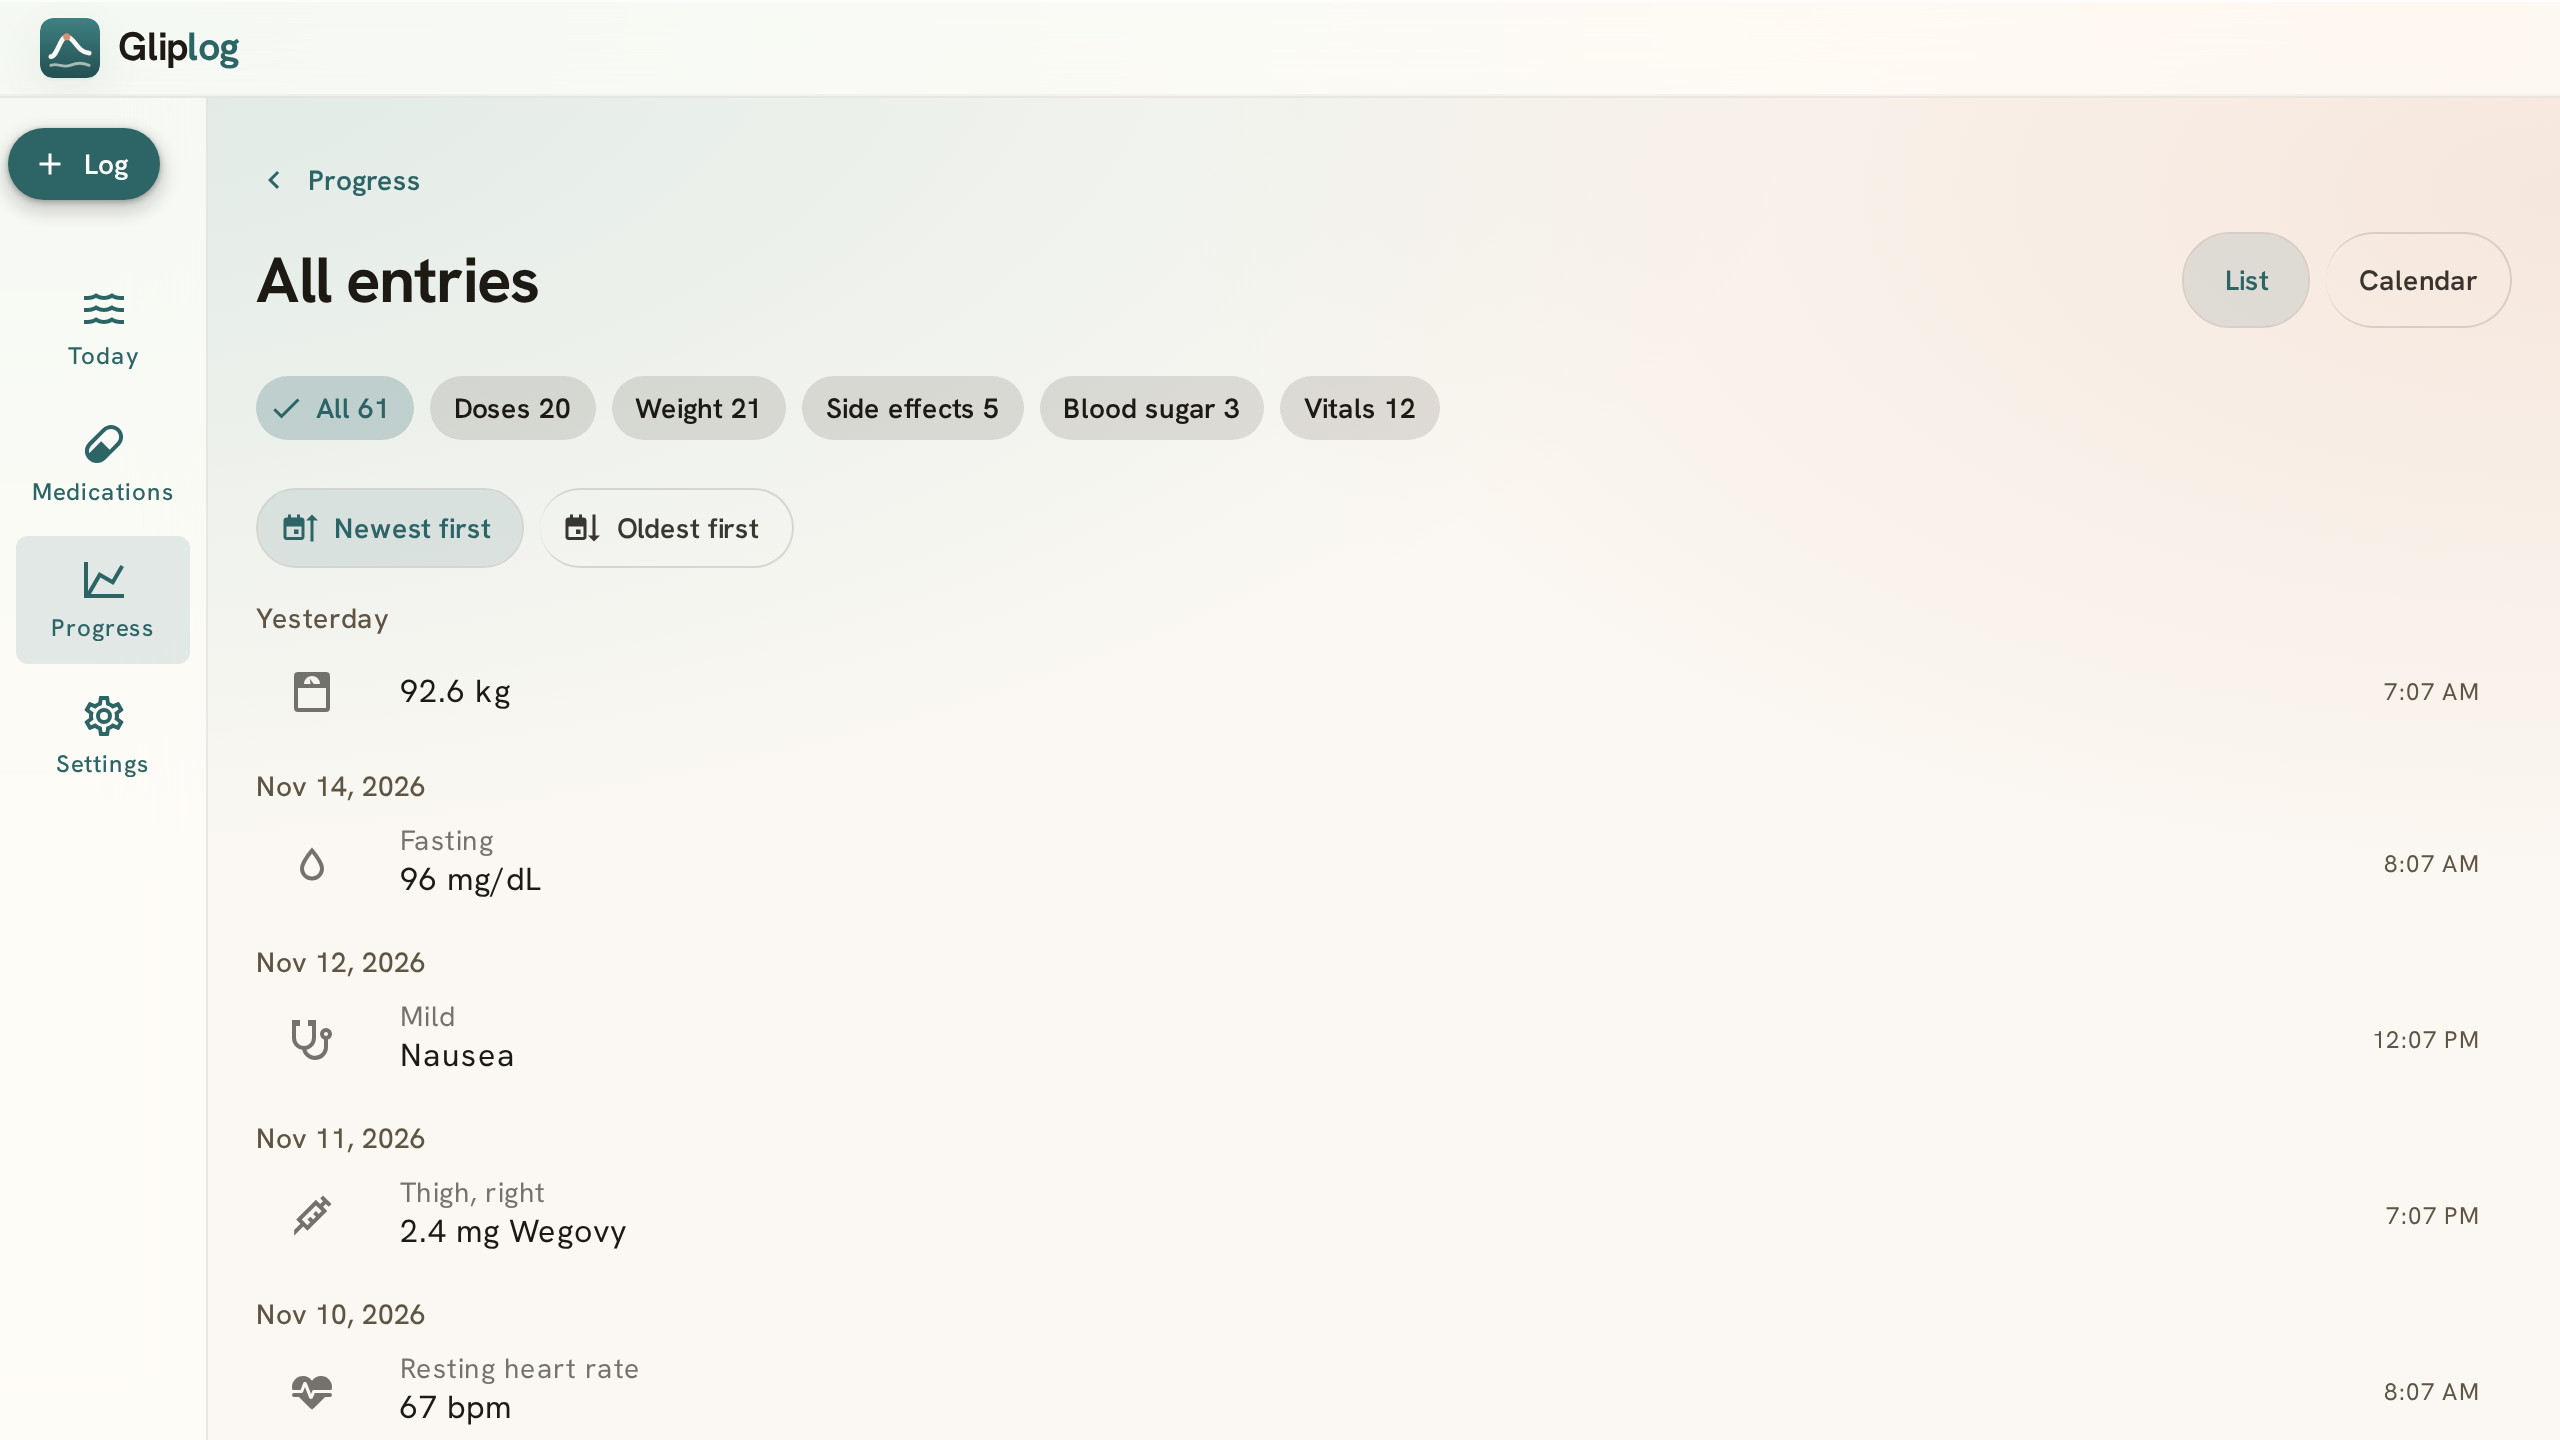 Gliplog
Log
Today
Medications
Progress
Settings
Progress
All entries
List
Calendar
All 61
Doses 20
Weight 21
Side effects 5
Blood sugar 3
Vitals 12
Newest first
Oldest first
Yesterday
92.6 kg
7:07 AM
Nov 14, 2026
Fasting
96 mg/dL
8:07 AM
Nov 12, 2026
Mild
Nausea
12:07 PM
Nov 11, 2026
Thigh, right
2.4 mg Wegovy
7:07 PM
Nov 10, 2026
Resting heart rate
67 bpm
8:07 AM